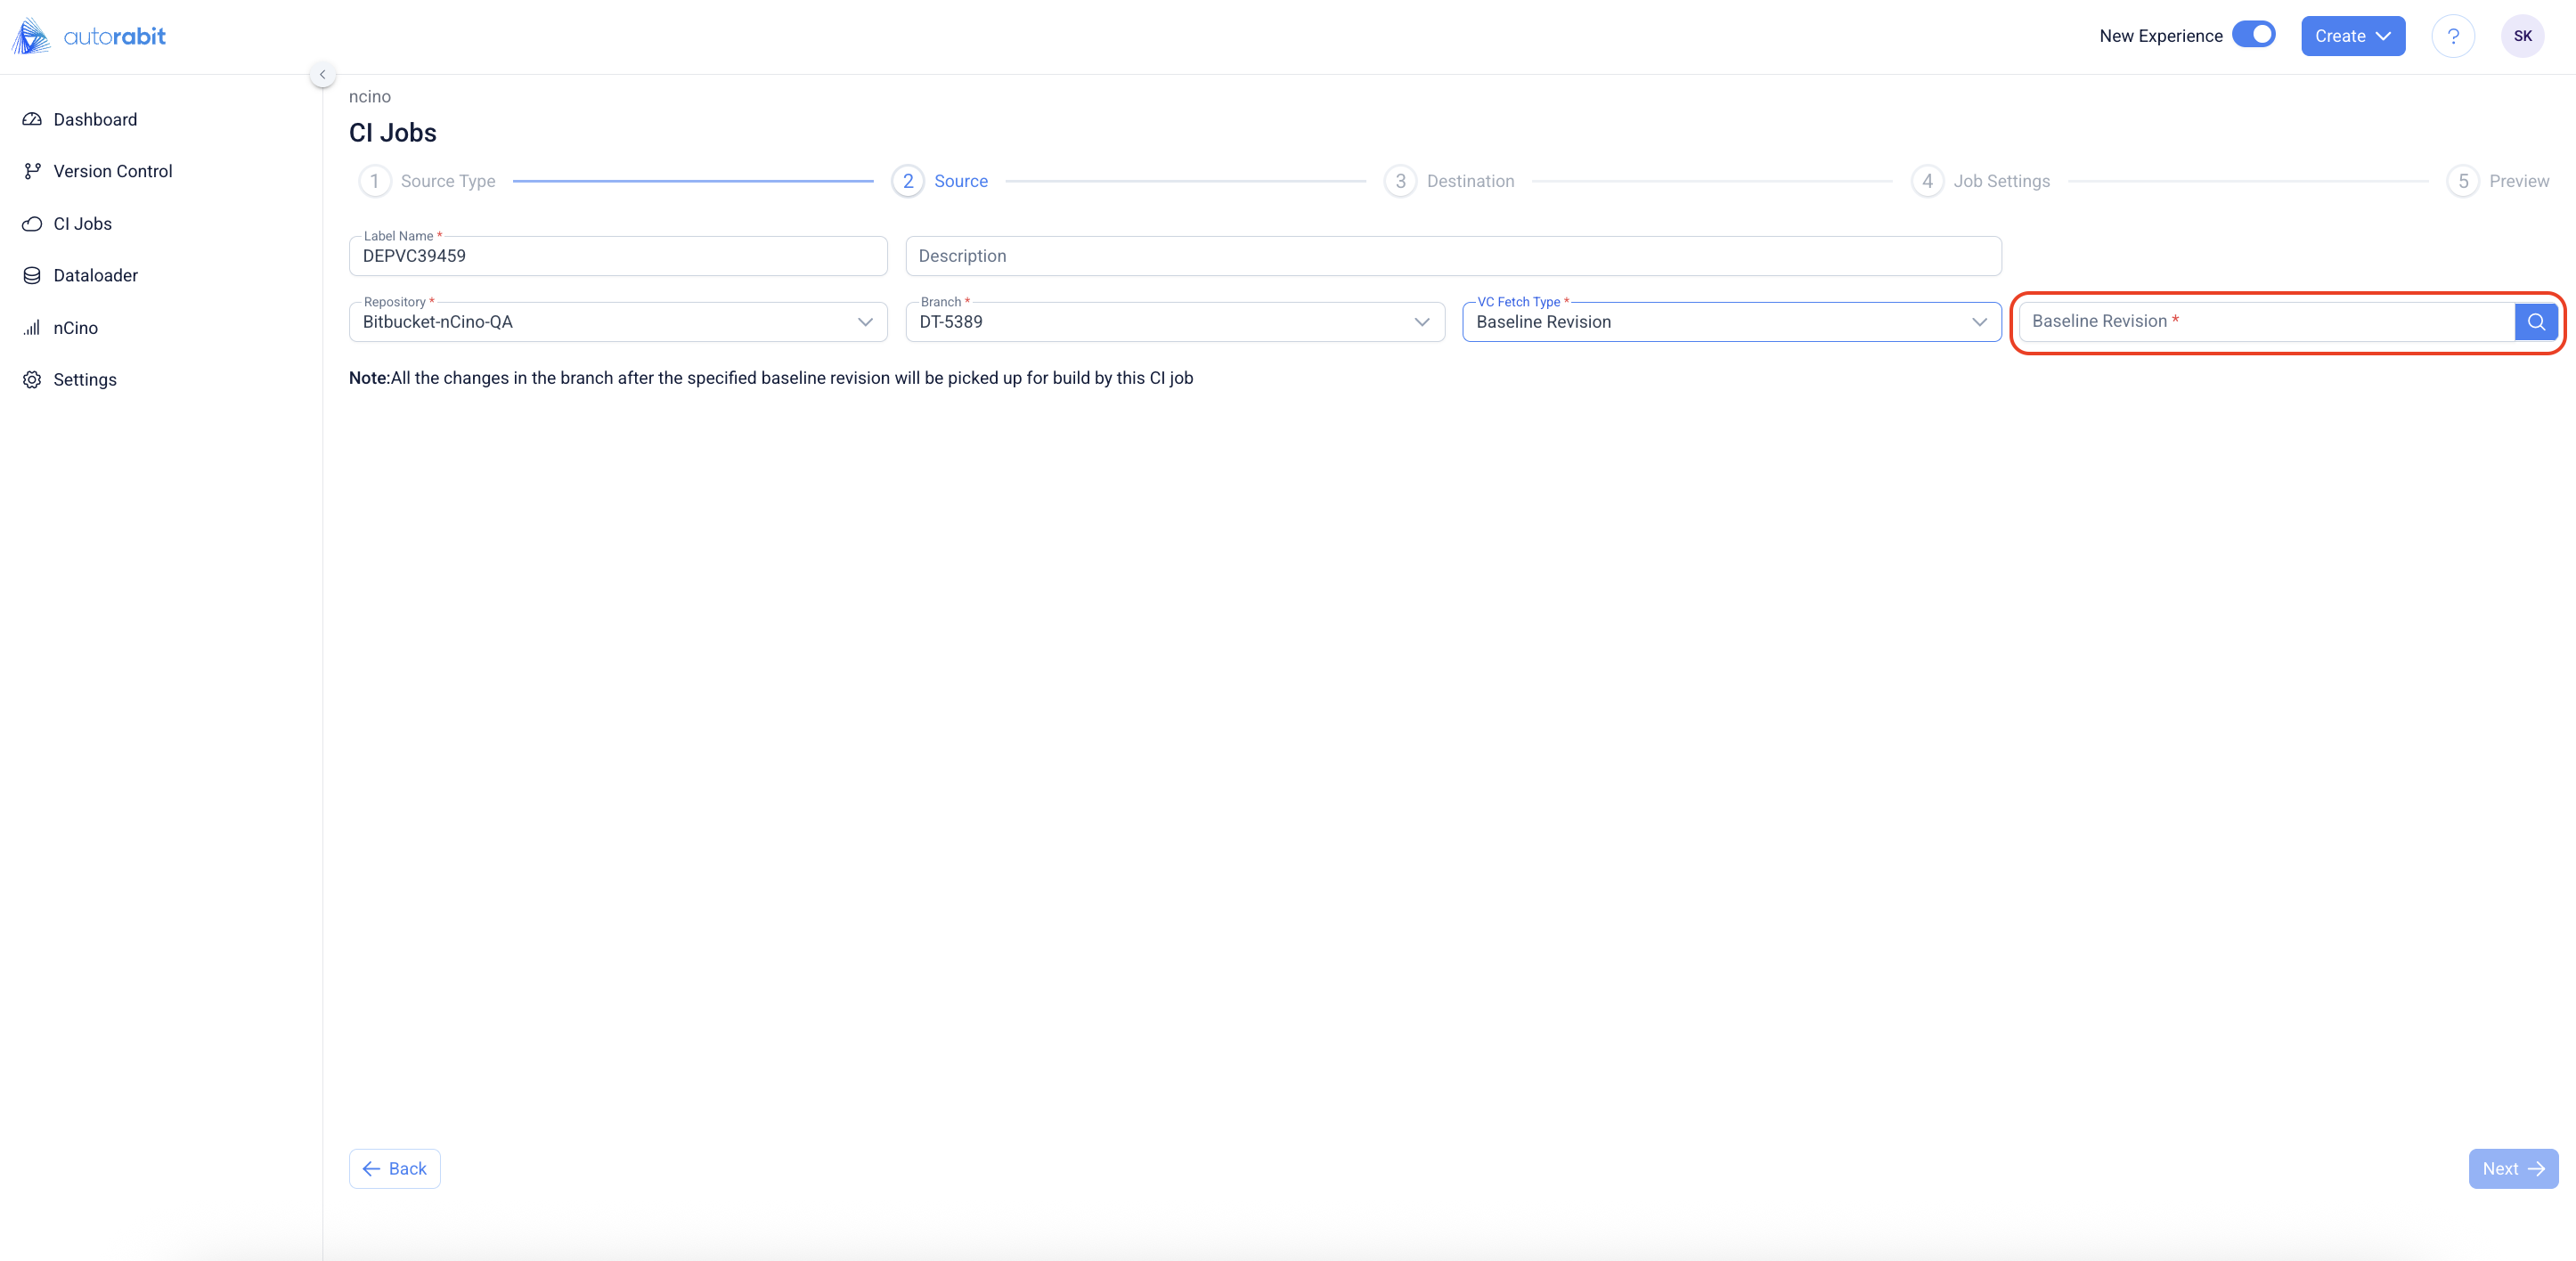 autorabit
New Experience
Create
?
SK
Dashboard
Version Control
CI Jobs
Dataloader
nCino
Settings
ncino
CI Jobs
1 Source Type
2 Source
3 Destination
4 Job Settings
5 Preview
Label Name *
DEPVC39459
Description
Repository *
Bitbucket-nCino-QA
Branch *
DT-5389
VC Fetch Type *
Baseline Revision
Baseline Revision *
Note:All the changes in the branch after the specified baseline revision will be picked up for build by this CI job
Back
Next